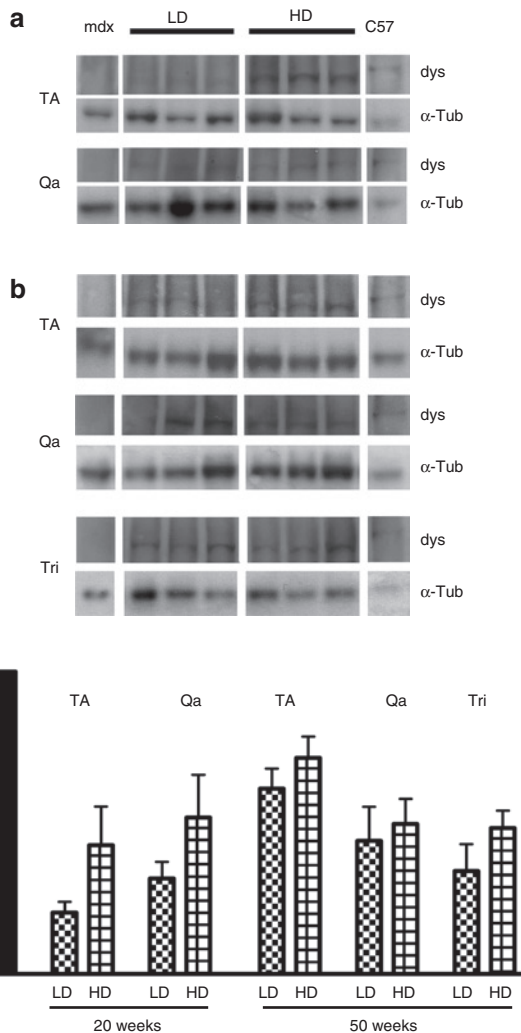 a
mdx LD HD C57
TA
dys
α-Tub
Qa
dys
α-Tub
b
TA
dys
α-Tub
Qa
dys
α-Tub
Tri
dys
α-Tub
TA Qa TA Qa Tri
LD HD LD HD LD HD LD HD LD HD
20 weeks 50 weeks